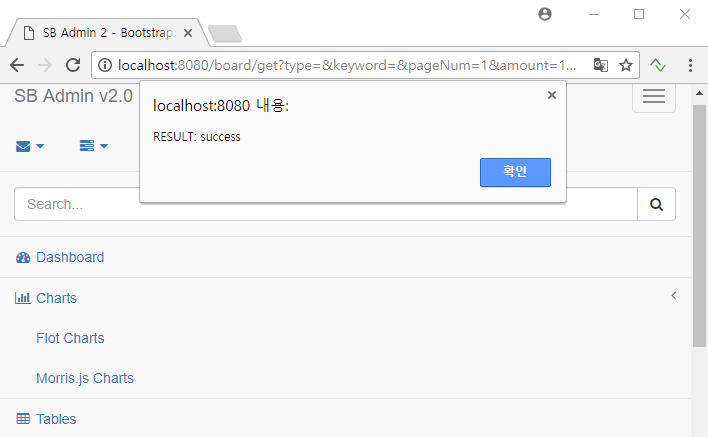 SB Admin 2 - Bootstrap
localhost:8080/board/get?type=&keyword=&pageNum=1&amount=1...
SB Admin v2.0
localhost:8080 내용:
RESULT: success
확인
Search...
Dashboard
Charts
Flot Charts
Morris.js Charts
Tables